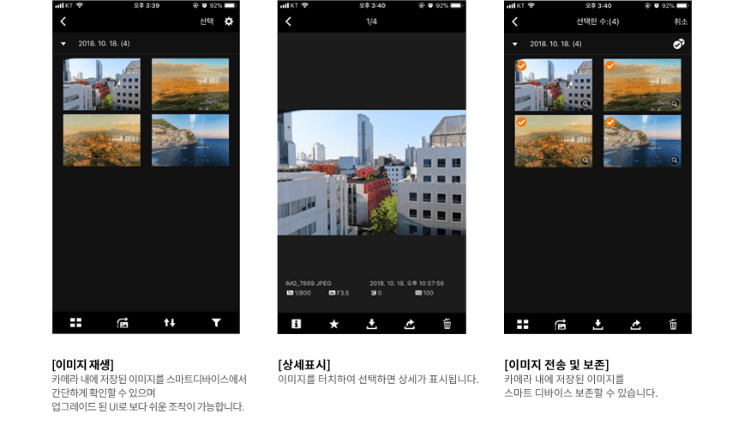 KT 오후 3:39 92%
선택
2018. 10. 18. (4)
[이미지 재생]
카메라 내에 저장된 이미지를 스마트디바이스에서
간단하게 확인할 수 있으며
업그레이드 된 UI로 보다 쉬운 조작이 가능합니다.
KT 오후 3:40 92%
1/4
IMG_7869 JPEG 2018. 10. 18. 오후 10:57:56
1/800 F3.5 0 100
[상세표시]
이미지를 터치하여 선택하면 상세가 표시됩니다.
KT 오후 3:40 92%
선택한 수:(4) 취소
2018. 10. 18. (4)
[이미지 전송 및 보존]
카메라 내에 저장된 이미지를
스마트 디바이스 보존할 수 있습니다.